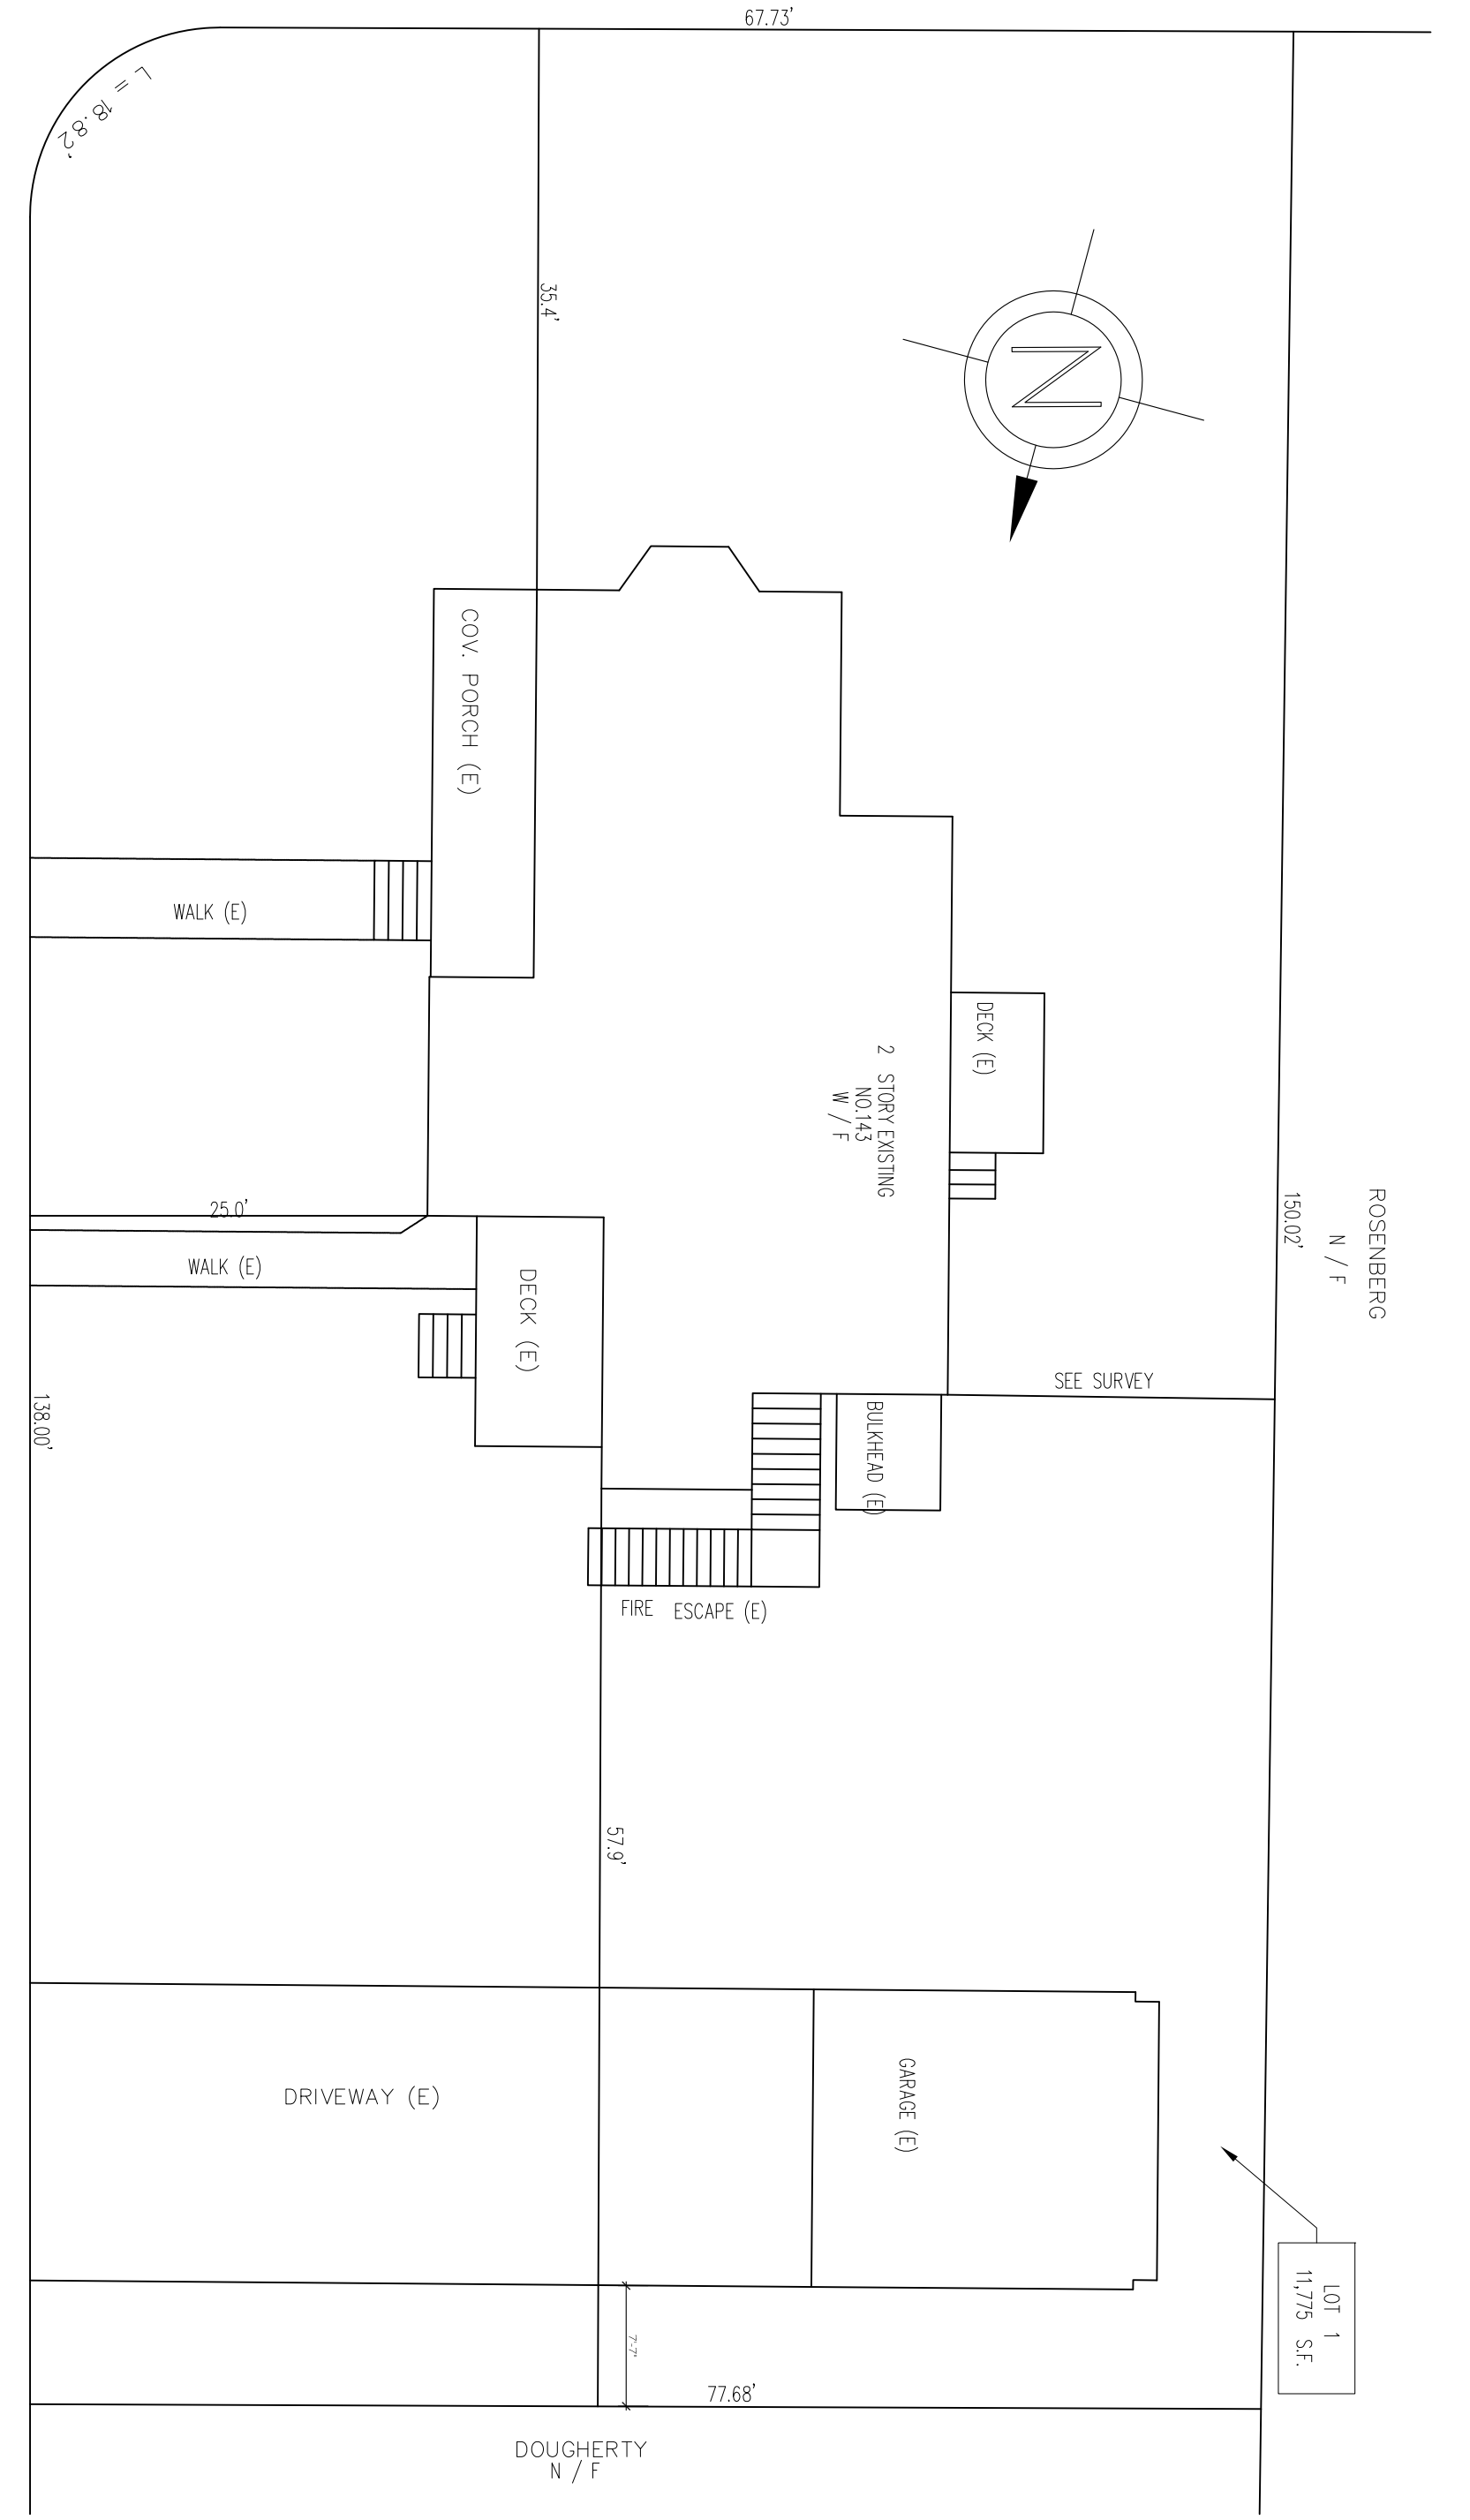 67.73'
L = 18.82'
35.4'
N
COV. PORCH (E)
WALK (E)
DECK (E)
2 STORY EXISTING
NO.143
W / F
ROSENBERG
N / F
150.02'
25.0'
WALK (E)
DECK (E)
SEE SURVEY
138.00'
BULKHEAD (E)
FIRE ESCAPE (E)
57.9'
DRIVEWAY (E)
GARAGE (E)
LOT 1
11,775 S.F.
7'-7"
77.68'
DOUGHERTY
N / F